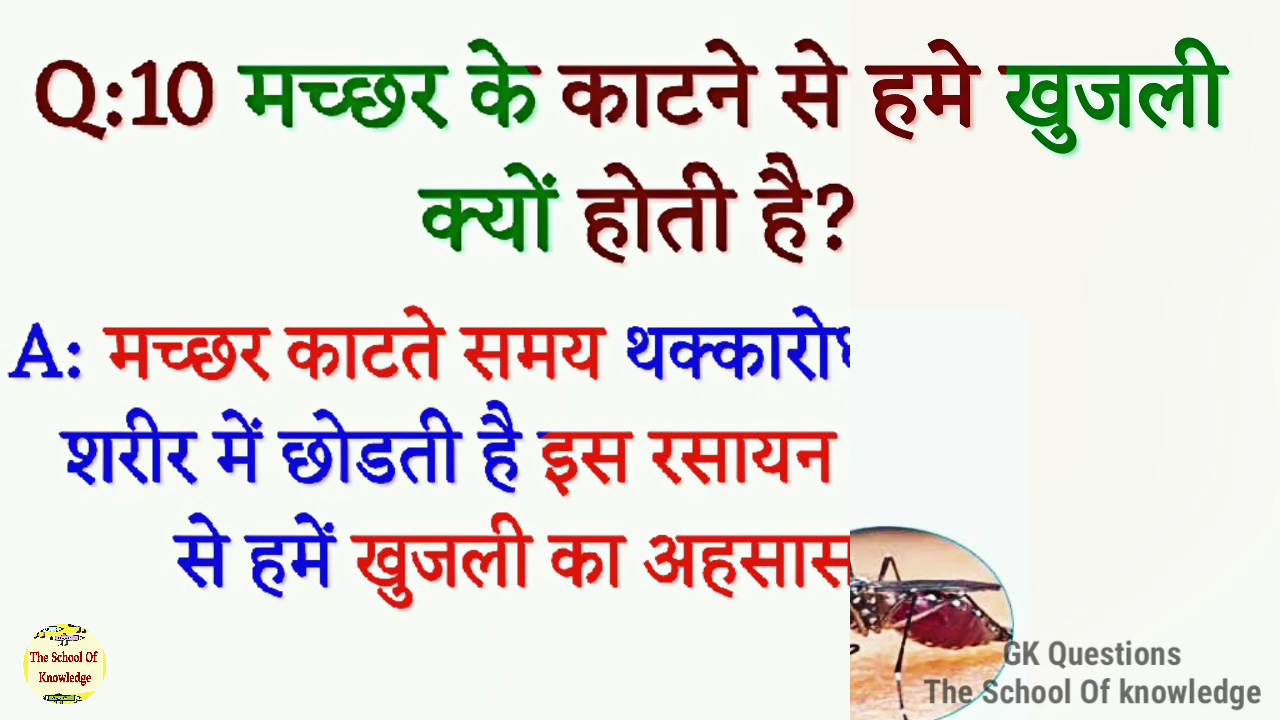 Q:10 मच्छर के काटने से हमे खुजली
क्यों होती है?
A: मच्छर काटते समय
शरीर में छोडती है इस रसायन
से हमें खुजली का अहसास
The School Of
Knowledge
GK Questions
The School Of knowledge